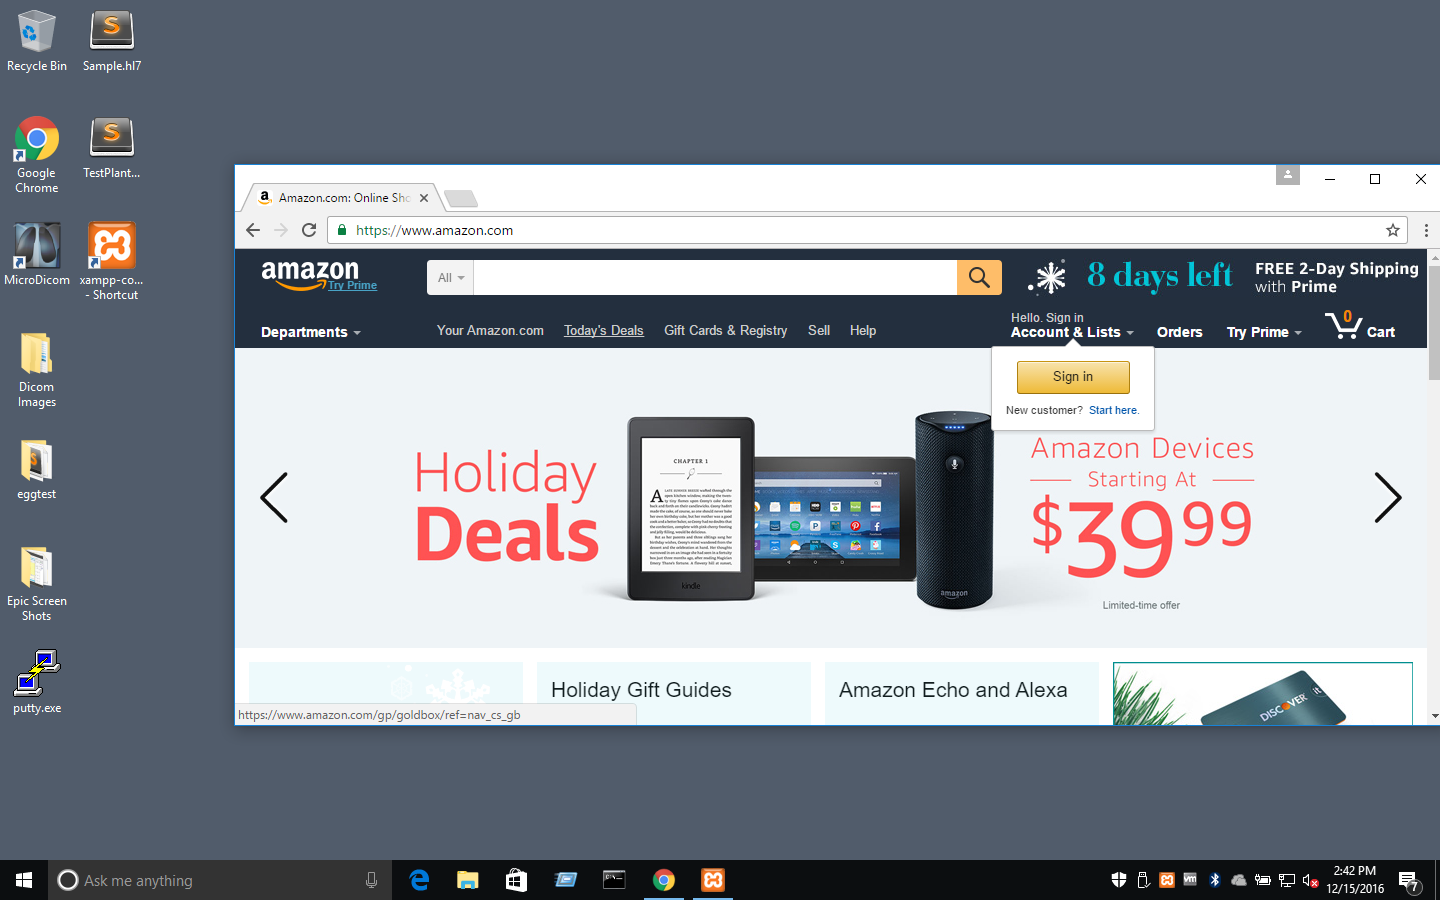 Recycle Bin
Sample.hl7
Google
Chrome
TestPlant...
MicroDicom
xampp-co...
- Shortcut
Dicom
Images
eggtest
Epic Screen
Shots
putty.exe
Amazon.com: Online Sho
https://www.amazon.com
amazon
Try Prime
All
8 days left
FREE 2-Day Shipping
with Prime
Departments
Your Amazon.com
Today's Deals
Gift Cards & Registry
Sell
Help
Hello. Sign in
Account & Lists
Orders
Try Prime
0
Cart
Sign in
New customer? Start here.
Holiday
Deals
CHAPTER 1
kindle
amazon
Amazon Devices
Starting At
$39 99
Limited-time offer
Holiday Gift Guides
Amazon Echo and Alexa
DISCOVER it
https://www.amazon.com/gp/goldbox/ref=nav_cs_gb
Ask me anything
vm
2:42 PM
12/15/2016
7